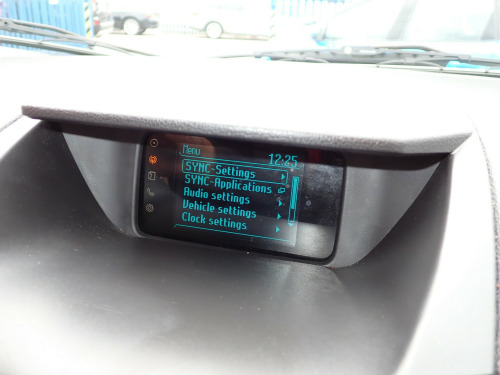 Menu
12:25
SYNC-Settings
SYNC-Applications
Audio settings
Vehicle settings
Clock settings